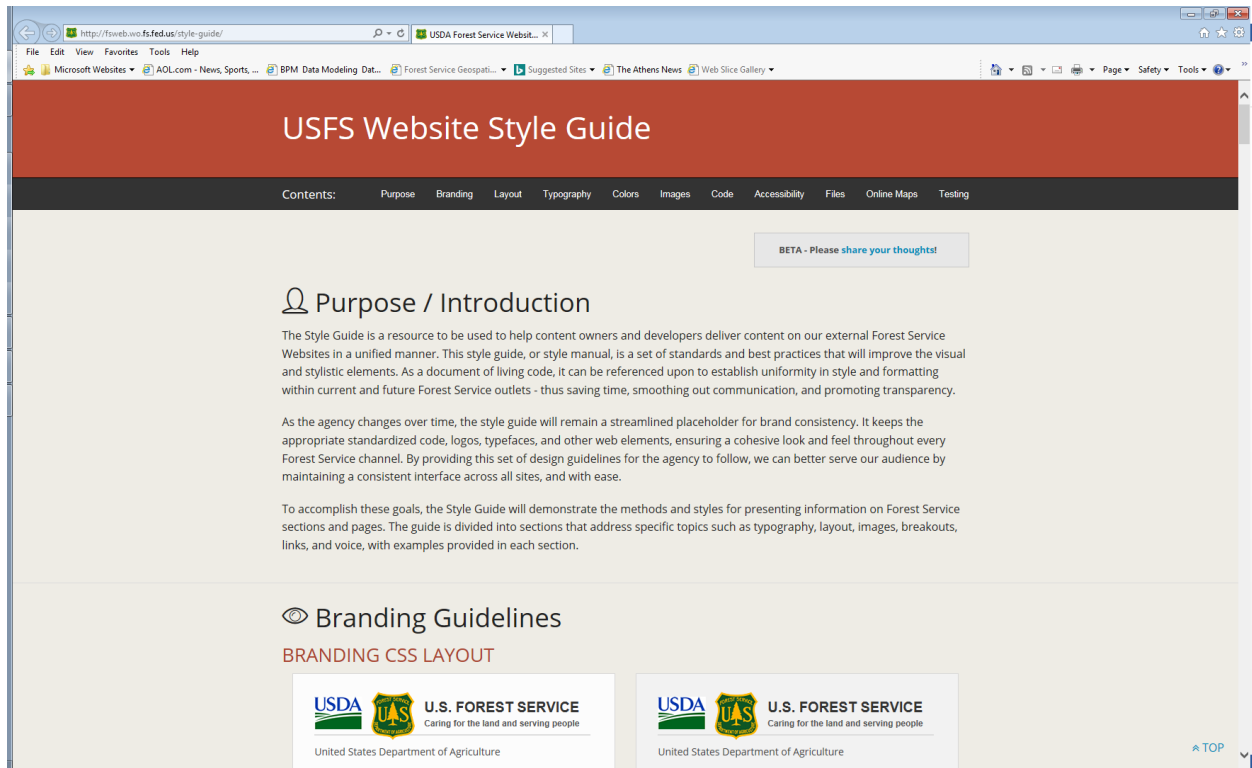 http://fsweb.wo.fs.fed.us/style-guide/
USDA Forest Service Websit...
File Edit View Favorites Tools Help
Microsoft Websites AOL.com - News, Sports, ... BPM Data Modeling Dat... Forest Service Geospati... Suggested Sites The Athens News Web Slice Gallery Page Safety Tools
USFS Website Style Guide
Contents: Purpose Branding Layout Typography Colors Images Code Accessibility Files Online Maps Testing
BETA - Please share your thoughts!
Purpose / Introduction
The Style Guide is a resource to be used to help content owners and developers deliver content on our external Forest Service
Websites in a unified manner. This style guide, or style manual, is a set of standards and best practices that will improve the visual
and stylistic elements. As a document of living code, it can be referenced upon to establish uniformity in style and formatting
within current and future Forest Service outlets - thus saving time, smoothing out communication, and promoting transparency.
As the agency changes over time, the style guide will remain a streamlined placeholder for brand consistency. It keeps the
appropriate standardized code, logos, typefaces, and other web elements, ensuring a cohesive look and feel throughout every
Forest Service channel. By providing this set of design guidelines for the agency to follow, we can better serve our audience by
maintaining a consistent interface across all sites, and with ease.
To accomplish these goals, the Style Guide will demonstrate the methods and styles for presenting information on Forest Service
sections and pages. The guide is divided into sections that address specific topics such as typography, layout, images, breakouts,
links, and voice, with examples provided in each section.
Branding Guidelines
BRANDING CSS LAYOUT
USDA FOREST SERVICE UAS DEPARTMENT OF AGRICULTURE U.S. FOREST SERVICE
Caring for the land and serving people
United States Department of Agriculture
USDA FOREST SERVICE UAS DEPARTMENT OF AGRICULTURE U.S. FOREST SERVICE
Caring for the land and serving people
United States Department of Agriculture
TOP